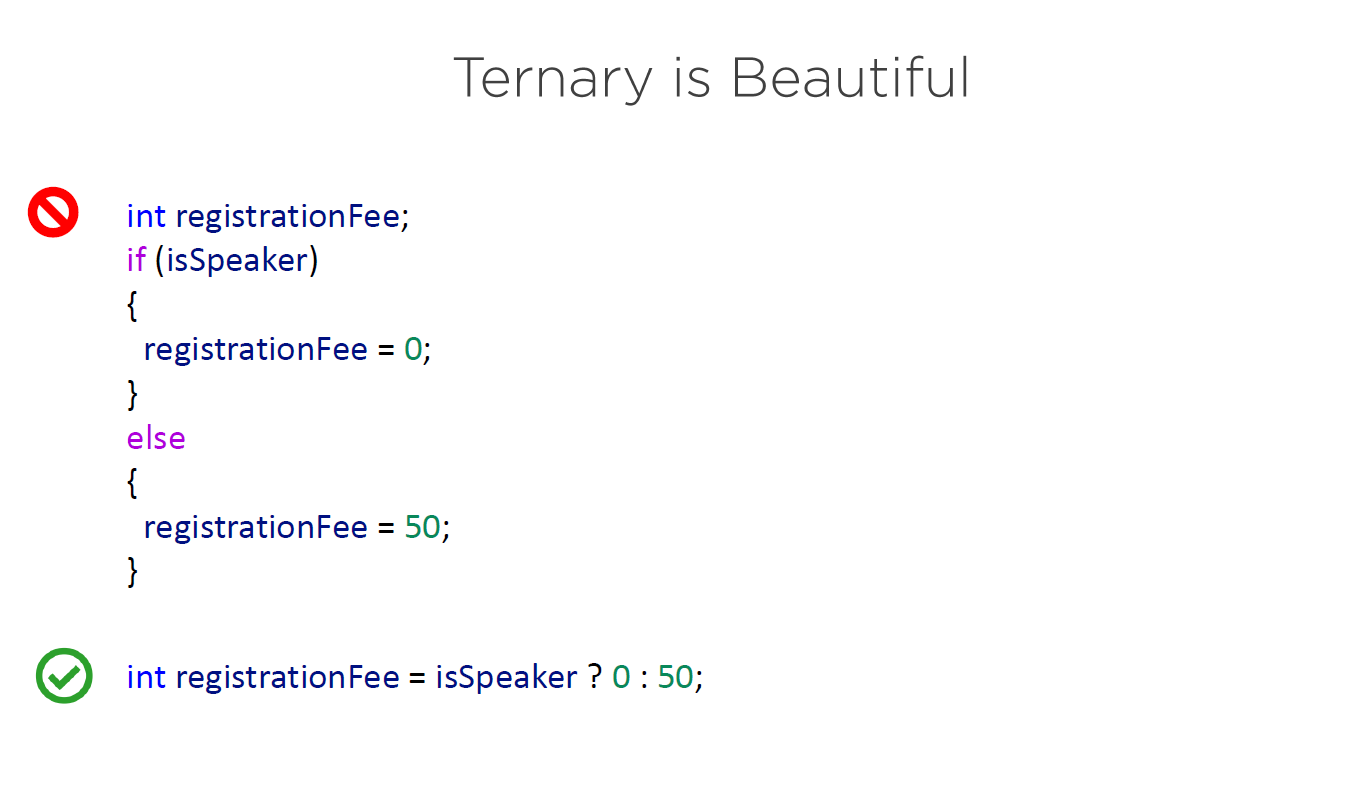 Ternary is Beautiful
int registrationFee;
if (isSpeaker)
{
registrationFee = 0;
}
else
{
registrationFee = 50;
}
int registrationFee = isSpeaker ? 0 : 50;